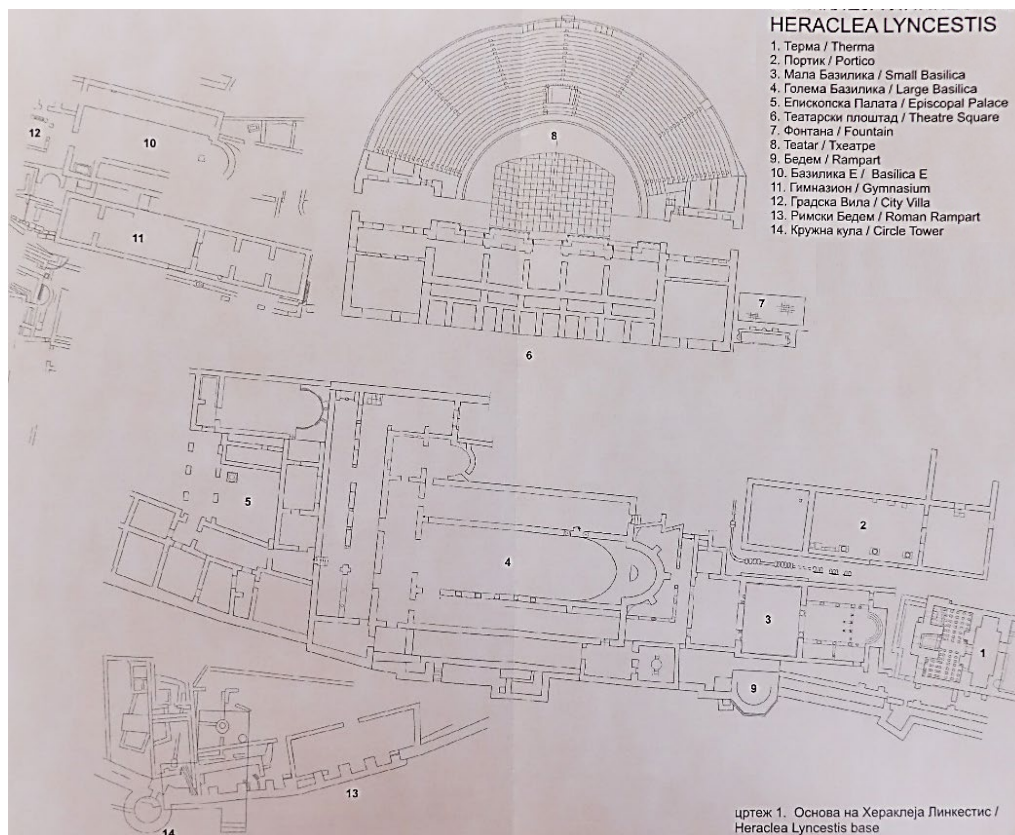 HERACLEA LYNCESTIS
1. Терма / Therma
2. Портик / Portico
3. Мала Базилика / Small Basilica
4. Голема Базилика / Large Basilica
5. Епископска Палата / Episcopal Palace
6. Театарски плоштад / Theatre Square
7. Фонтана / Fountain
8. Teatar / Тхеатре
9. Бедем / Rampart
10. Базилика Е / Basilica E
11. Гимназион / Gymnasium
12. Градска Вила / City Villa
13. Римски Бедем / Roman Rampart
14. Кружна кула / Circle Tower
12
10
8
11
7
6
5
2
4
3
1
9
13
14
цртеж 1. Основа на Хераклеја Линкестис /
Heraclea Lyncestis base